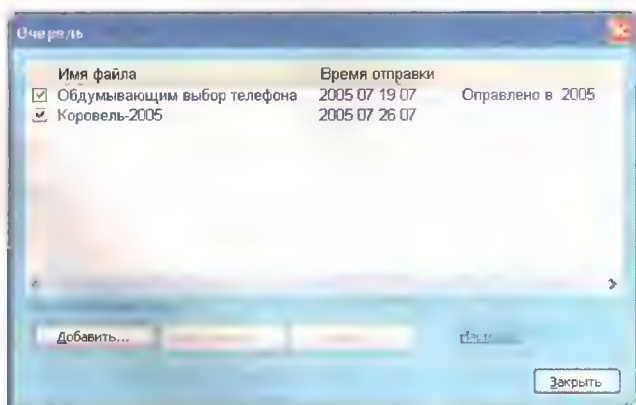 Очередь
Имя файла Время отправки
Обдумывающим выбор телефона 2005 07 19 07 Оправлено в 2005
Коровель-2005 2005 07 26 07
Добавить...
Закрыть